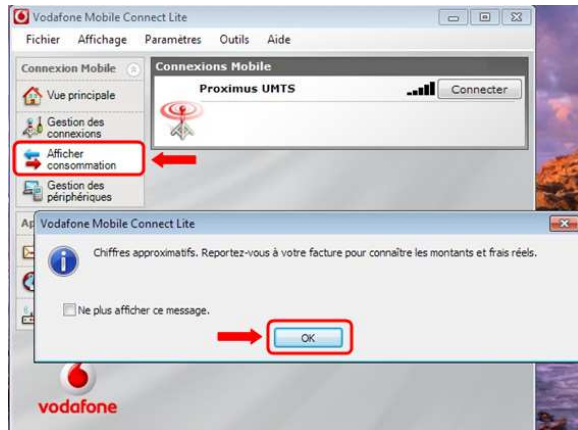 Vodafone Mobile Connect Lite
Fichier Affichage Paramètres Outils Aide
Connexion Mobile
Vue principale
Gestion des
connexions
Afficher
consommation
Gestion des
périphériques
Connexions Mobile
Proximus UMTS
Connecter
Ap
Vodafone Mobile Connect Lite
Chiffres approximatifs. Reportez-vous à votre facture pour connaître les montants et frais réels.
Ne plus afficher ce message.
OK
vodafone